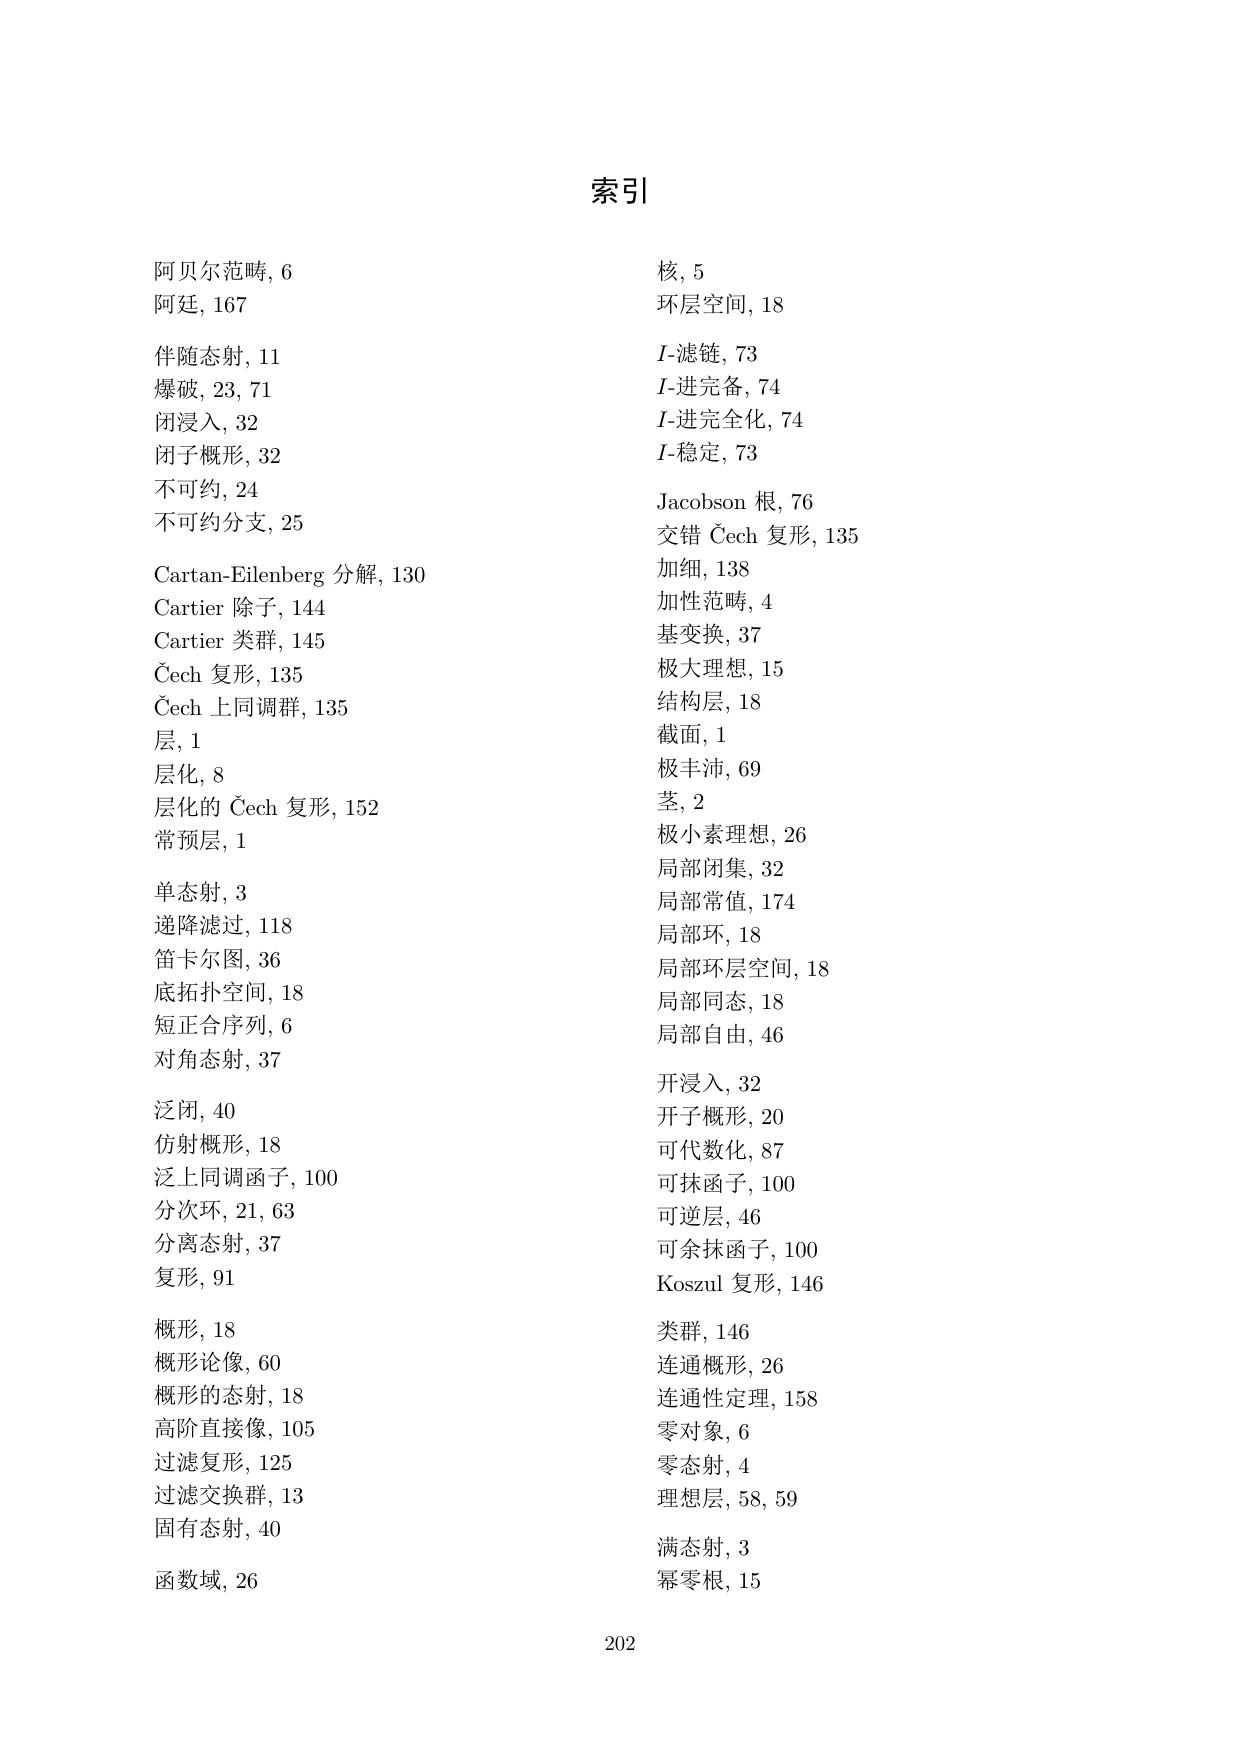 索引
阿贝尔范畴, 6
阿廷, 167
伴随态射, 11
爆破, 23, 71
闭浸入, 32
闭子概形, 32
不可约, 24
不可约分支, 25
Cartan-Eilenberg 分解, 130
Cartier 除子, 144
Cartier 类群, 145
Čech 复形, 135
Čech 上同调群, 135
层, 1
层化, 8
层化的 Čech 复形, 152
常预层, 1
单态射, 3
递降滤过, 118
笛卡尔图, 36
底拓扑空间, 18
短正合序列, 6
对角态射, 37
泛闭, 40
仿射概形, 18
泛上同调函子, 100
分次环, 21, 63
分离态射, 37
复形, 91
概形, 18
概形论像, 60
概形的态射, 18
高阶直接像, 105
过滤复形, 125
过滤交换群, 13
固有态射, 40
函数域, 26
核, 5
环层空间, 18
I-滤链, 73
I-进完备, 74
I-进完全化, 74
I-稳定, 73
Jacobson 根, 76
交错 Čech 复形, 135
加细, 138
加性范畴, 4
基变换, 37
极大理想, 15
结构层, 18
截面, 1
极丰沛, 69
茎, 2
极小素理想, 26
局部闭集, 32
局部常值, 174
局部环, 18
局部环层空间, 18
局部同态, 18
局部自由, 46
开浸入, 32
开子概形, 20
可代数化, 87
可抹函子, 100
可逆层, 46
可余抹函子, 100
Koszul 复形, 146
类群, 146
连通概形, 26
连通性定理, 158
零对象, 6
零态射, 4
理想层, 58, 59
满态射, 3
幂零根, 15
202